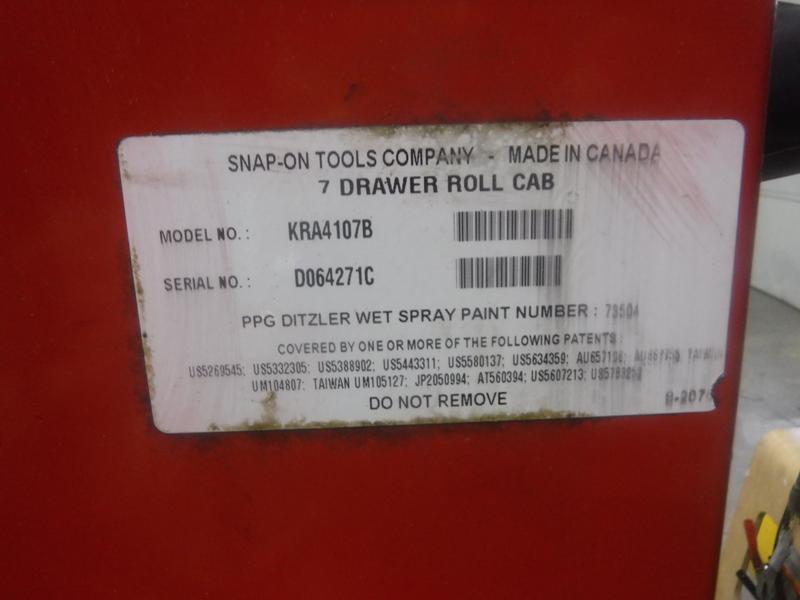 SNAP-ON TOOLS COMPANY - MADE IN CANADA
7 DRAWER ROLL CAB
MODEL NO.: KRA4107B
SERIAL NO.: D064271C
PPG DITZLER WET SPRAY PAINT NUMBER : 73504
COVERED BY ONE OR MORE OF THE FOLLOWING PATENTS:
US5269545; US5332305; US5388902; US5443311; US5580137; US5634359; TAIWAN
UM104807; TAIWAN UM105127; JP2050994; AT560394; US5607213;
DO NOT REMOVE